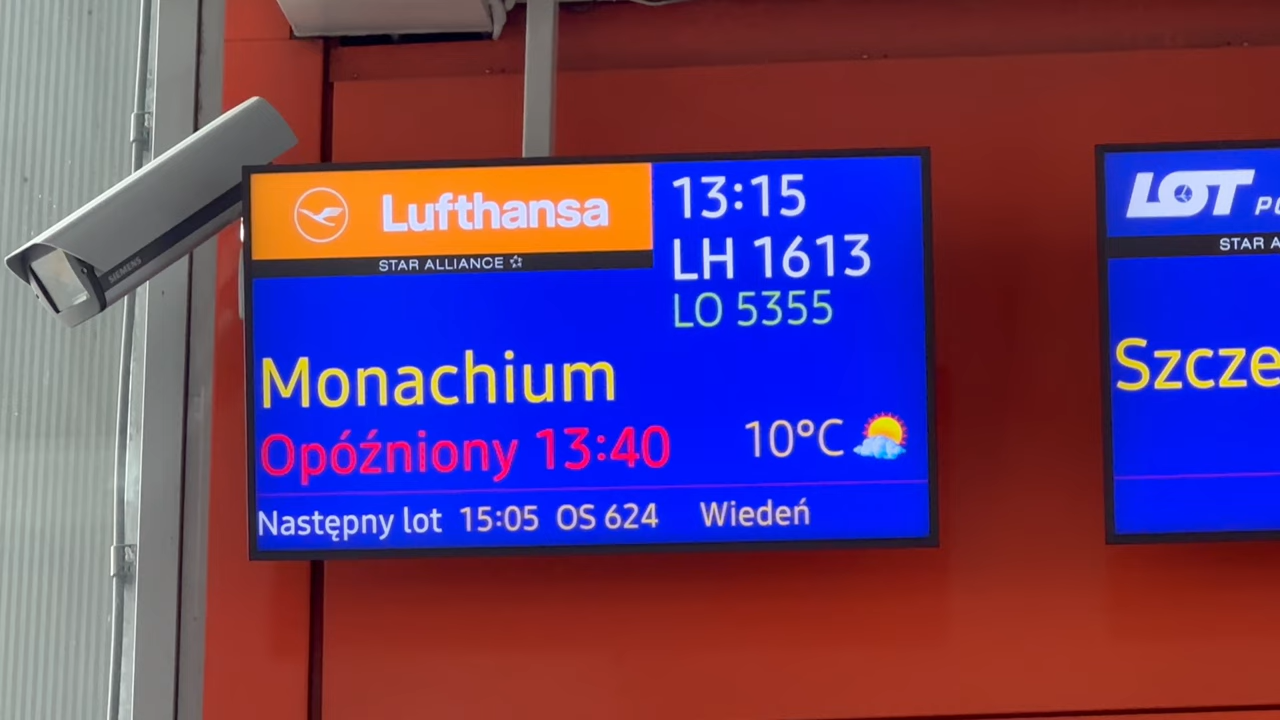 Lufthansa
STAR ALLIANCE
13:15
LH 1613
LO 5355
Monachium
Opóźniony 13:40
10°C
Następny lot 15:05 OS 624 Wiedeń
SIEMENS
LOT
STAR